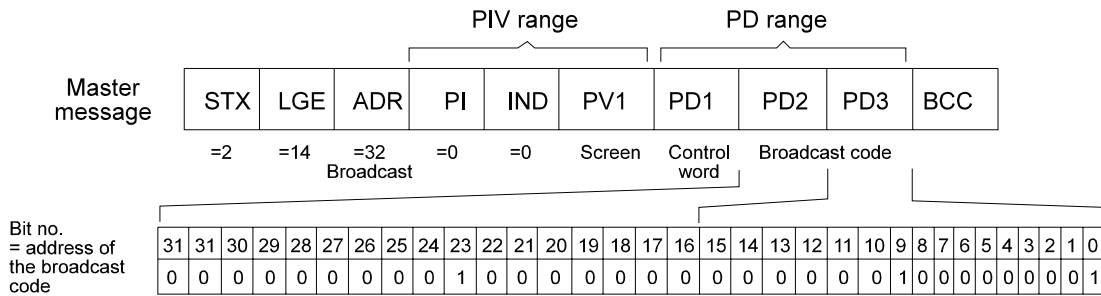 PIV range PD range
Master message STX LGE ADR PI IND PV1 PD1 PD2 PD3 BCC
=2 =14 =32 =0 =0 Screen Control Broadcast code
Broadcast word
Bit no.
= address of 31 31 30 29 28 27 26 25 24 23 22 21 20 19 18 17 16 15 14 13 12 11 10 9 8 7 6 5 4 3 2 1 0
the broadcast
code 0 0 0 0 0 0 0 0 0 1 0 0 0 0 0 0 0 0 0 0 0 0 0 1 0 0 0 0 0 0 0 0 1